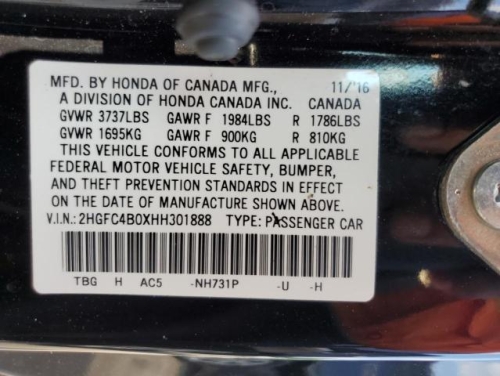 MFD. BY HONDA OF CANADA MFG., 11/'16
A DIVISION OF HONDA CANADA INC. CANADA
GVWR 3737LBS GAWR F 1984LBS R 1786LBS
GVWR 1695KG GAWR F 900KG R 810KG
THIS VEHICLE CONFORMS TO ALL APPLICABLE
FEDERAL MOTOR VEHICLE SAFETY, BUMPER,
AND THEFT PREVENTION STANDARDS IN EFFECT
ON THE DATE OF MANUFACTURE SHOWN ABOVE.
V.I.N.: 2HGFC4B0XHH301888 TYPE: PASSENGER CAR
TBG H AC5 -NH731P -U -H